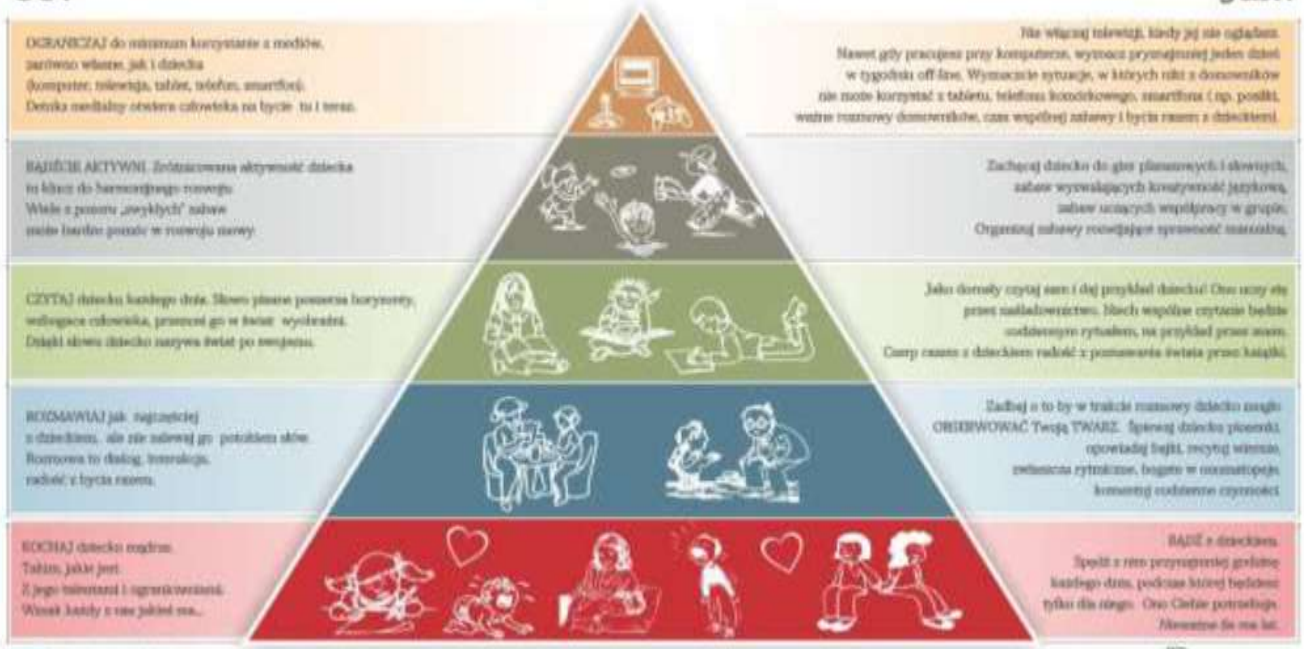 OGRANICZAJ do minimum korzystanie z mediów,
zarówno własne, jak i dziecka
(komputer, telewizja, tablet, telefon, smartfon).
Detoks medialny otwiera człowieka na bycie tu i teraz.
Nie włączaj telewizji, kiedy jej nie oglądasz.
Nawet gdy pracujesz przy komputerze, wyznacz przynajmniej jeden dzień
w tygodniu off-line. Wyznaczcie sytuacje, w których nikt z domowników
nie może korzystać z tabletu, telefonu komórkowego, smartfona ( np. posiłki,
ważne rozmowy domowników, czas wspólnej zabawy i bycia razem z dzieckiem).
BĄDŹCIE AKTYWNI. Zróżnicowana aktywność dziecka
to klucz do harmonijnego rozwoju.
Wiele z pozoru „zwykłych" zabaw
może bardzo pomóc w rozwoju mowy.
Zachęcaj dziecko do gier planszowych i słownych,
zabaw wyzwalających kreatywność językową,
zabaw uczących współpracy w grupie.
Organizuj zabawy rozwijające sprawność manualną.
CZYTAJ dziecku każdego dnia. Słowo pisane poszerza horyzonty,
wzbogaca człowieka, przenosi go w świat wyobraźni.
Dzięki słowu dziecko nazywa świat po swojemu.
Jako dorosły czytaj sam i daj przykład dziecku! Ono uczy się
przez naśladownictwo. Niech wspólne czytanie będzie
codziennym rytuałem, na przykład przez snem.
Czerp razem z dzieckiem radość z poznawania świata przez książki.
ROZMAWIAJ jak najczęściej
z dzieckiem, ale nie zalewaj go potokiem słów.
Rozmowa to dialog, interakcja,
radość z bycia razem.
Zadbaj o to by w trakcie rozmowy dziecko mogło
OBSERWOWAĆ Twoją TWARZ. Śpiewaj dziecku piosenki,
opowiadaj bajki, recytuj wiersze,
zwłaszcza rytmiczne, bogate w onomatopeje,
komentuj codzienne czynności.
KOCHAJ dziecko mądrze.
Takim, jakie jest.
Z jego talentami i ograniczeniami.
Wszak każdy z nas jakieś ma...
BĄDŹ z dzieckiem.
Spędź z nim przynajmniej godzinę
każdego dnia, podczas której będziesz
tylko dla niego. Ono Ciebie potrzebuje.
Nieważne ile ma lat.